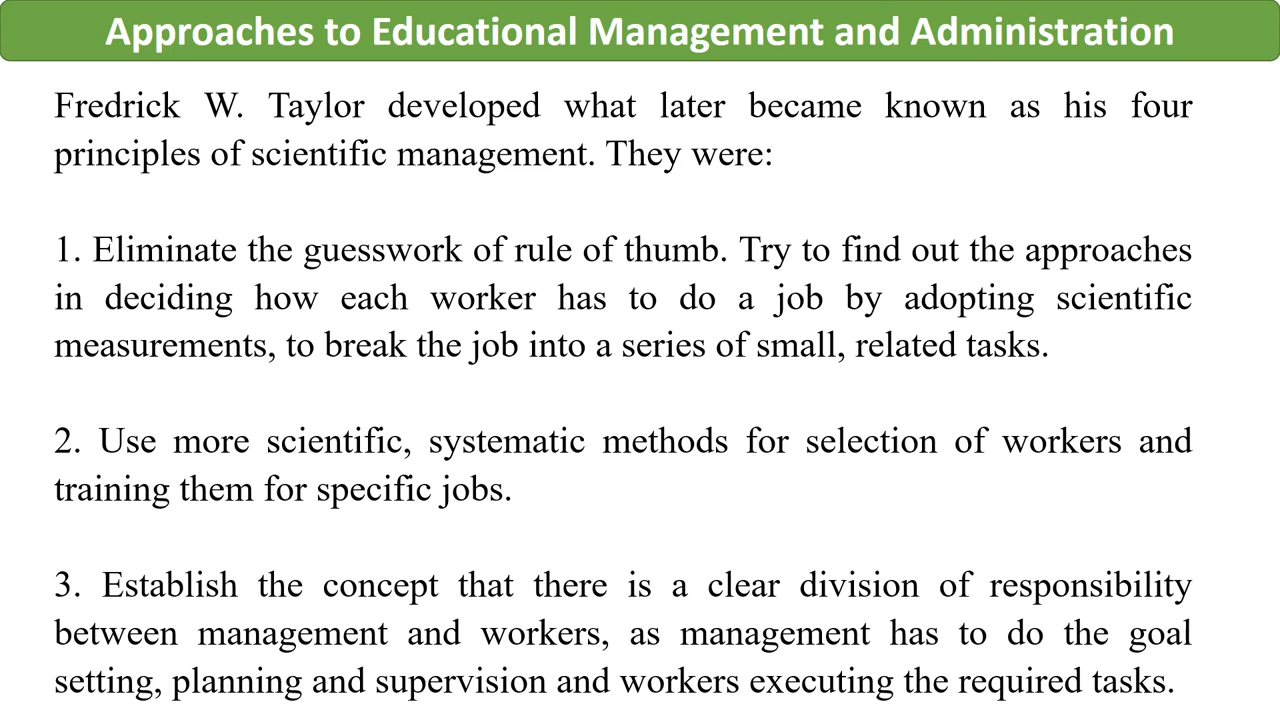 Approaches to Educational Management and Administration
Fredrick W. Taylor developed what later became known as his four
principles of scientific management. They were:
1. Eliminate the guesswork of rule of thumb. Try to find out the approaches
in deciding how each worker has to do a job by adopting scientific
measurements, to break the job into a series of small, related tasks.
2. Use more scientific, systematic methods for selection of workers and
training them for specific jobs.
3. Establish the concept that there is a clear division of responsibility
between management and workers, as management has to do the goal
setting, planning and supervision and workers executing the required tasks.